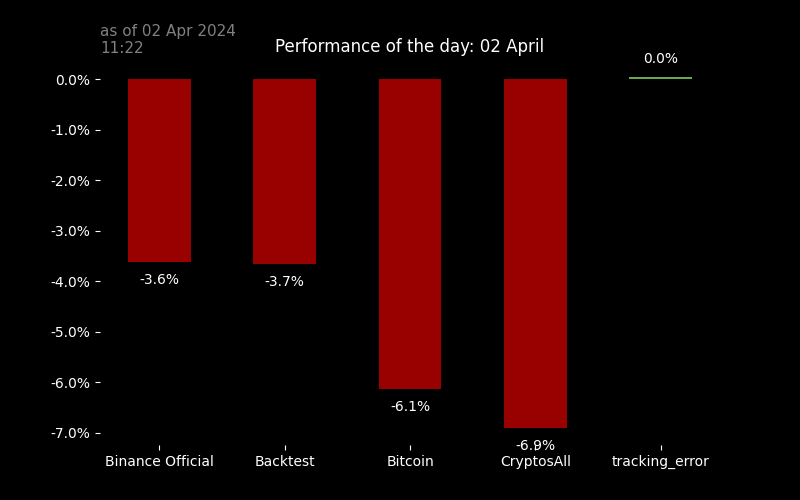 as of 02 Apr 2024
11:22
Performance of the day: 02 April
0.0%
0.0%
-1.0%
-2.0%
-3.0%
-4.0%
-5.0%
-6.0%
-7.0%
-3.6%
-3.7%
-6.1%
-6.9%
Binance Official
Backtest
Bitcoin
CryptosAll
tracking_error